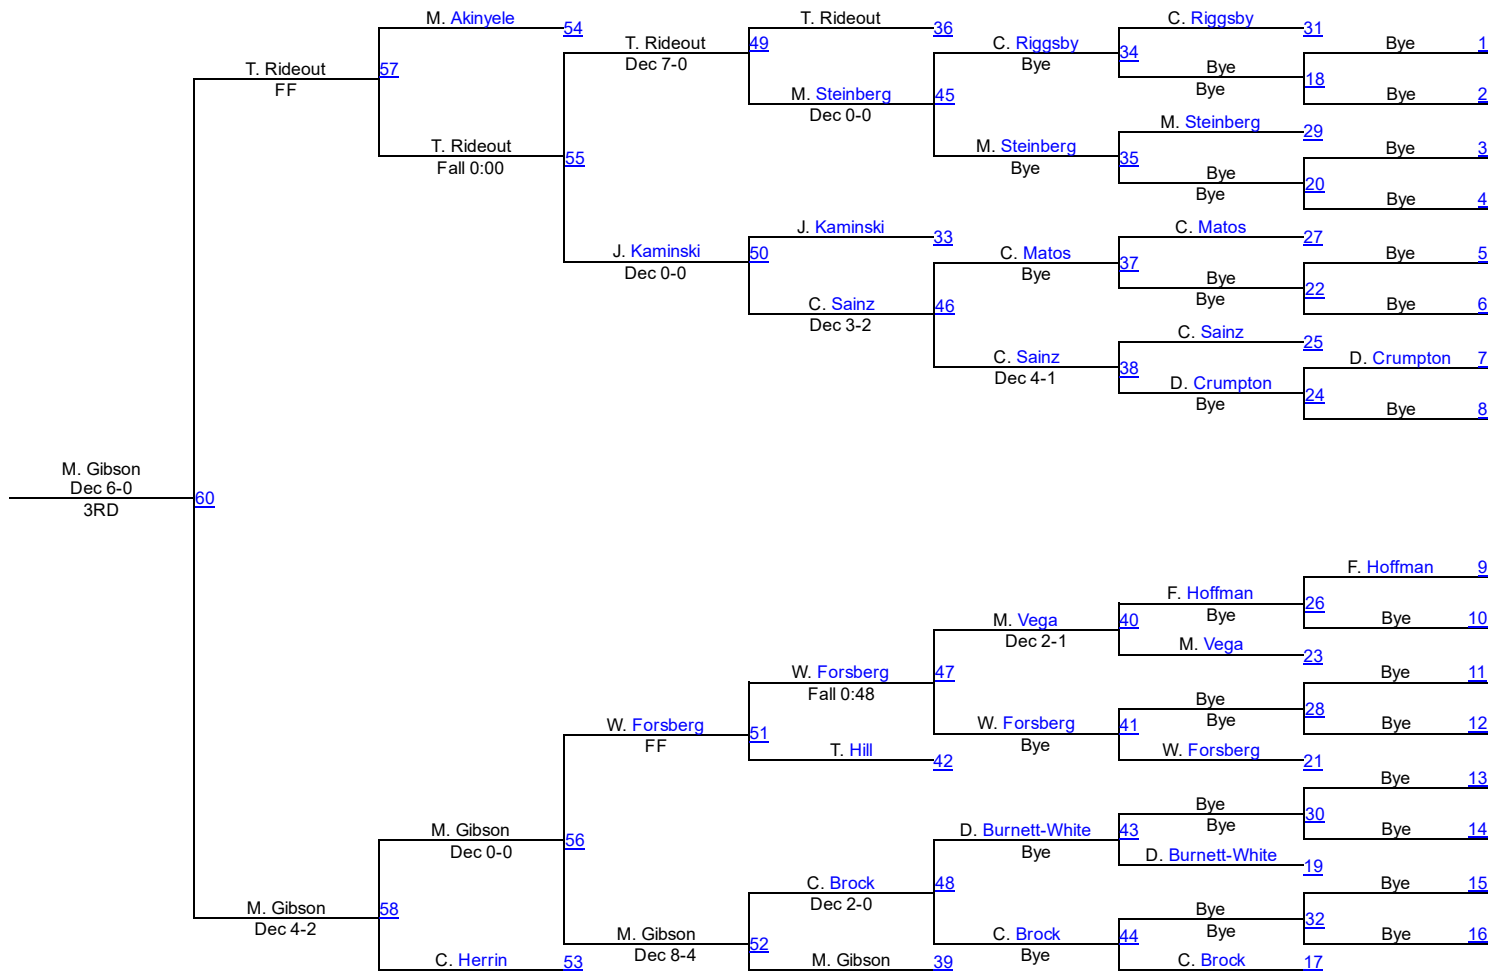 M. Akinyele 54
T. Rideout
FF
57
T. Rideout
Fall 0:00
55
T. Rideout
Dec 7-0
49
T. Rideout 36
M. Steinberg
Dec 0-0
45
C. Riggsby
Bye
34
C. Riggsby 31
Bye
Bye
18
Bye 1
Bye 2
M. Steinberg
Bye
35
M. Steinberg 29
Bye
Bye
20
Bye 3
Bye 4
J. Kaminski
Dec 0-0
50
J. Kaminski 33
C. Sainz
Dec 3-2
46
C. Matos
Bye
37
C. Matos 27
Bye
Bye
22
Bye 5
Bye 6
C. Sainz
Dec 4-1
38
C. Sainz 25
D. Crumpton
Bye
24
D. Crumpton 7
Bye 8
M. Gibson
Dec 6-0
3RD
60
F. Hoffman 9
F. Hoffman
Bye
26
Bye 10
M. Vega
Dec 2-1
40
M. Vega 23
W. Forsberg
Fall 0:48
47
Bye 11
Bye
Bye
28
Bye 12
W. Forsberg
Bye
41
W. Forsberg 21
W. Forsberg
FF
51
T. Hill 42
Bye 13
Bye
Bye
30
Bye 14
D. Burnett-White
Bye
43
D. Burnett-White 19
M. Gibson
Dec 0-0
56
C. Brock
Dec 2-0
48
Bye 15
Bye
Bye
32
Bye 16
C. Brock
Bye
44
C. Brock 17
M. Gibson
Dec 4-2
58
M. Gibson
Dec 8-4
52
M. Gibson 39
C. Herrin 53